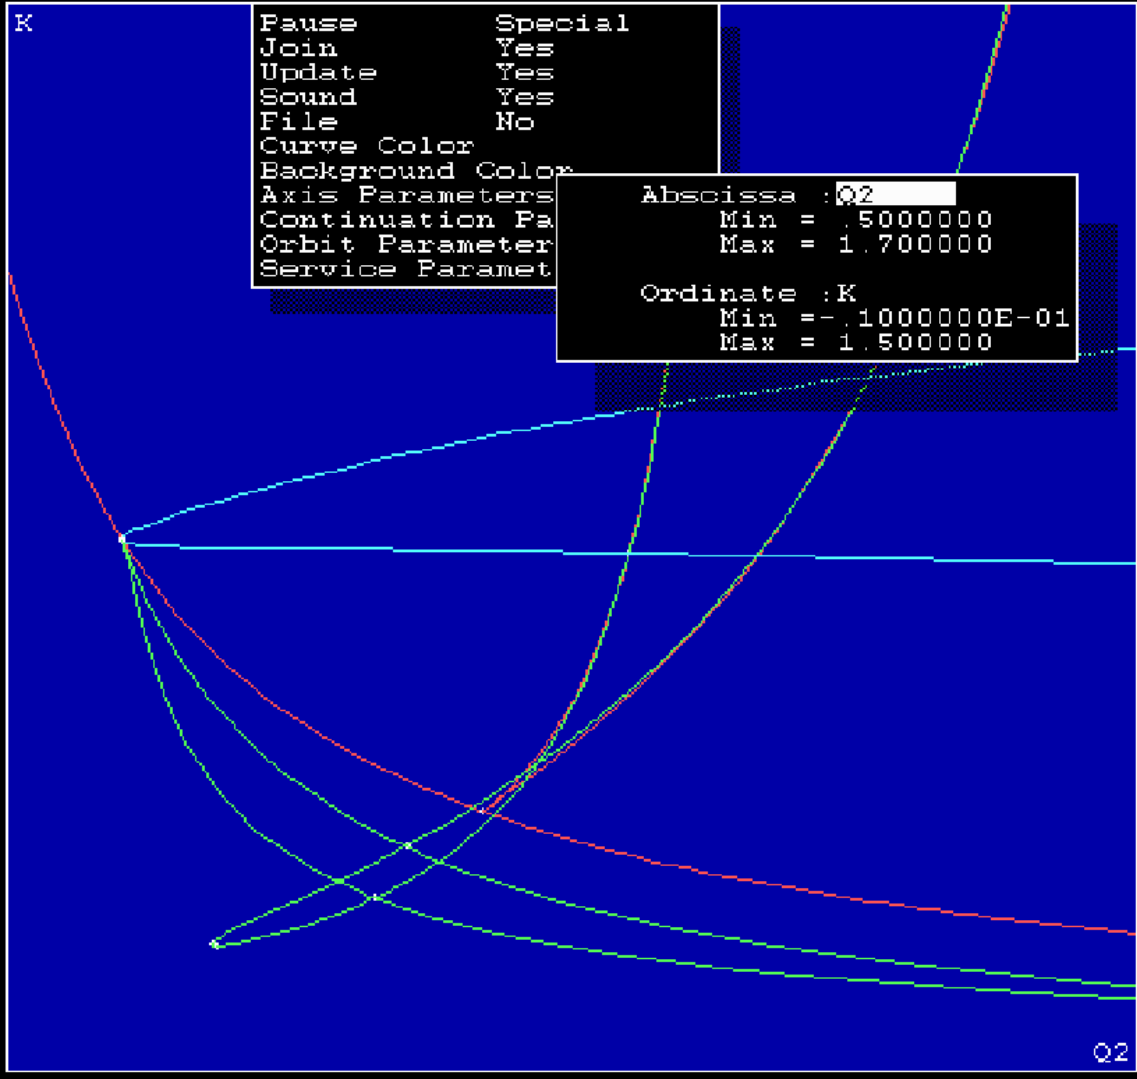 K
Pause Special
Join Yes
Update Yes
Sound Yes
File No
Curve Color
Background Color
Axis Parameters
Continuation Pa
Orbit Parameter
Service Paramet
Abscissa :Q2
Min = .5000000
Max = 1.700000
Ordinate :K
Min =-.1000000E-01
Max = 1.500000
Q2